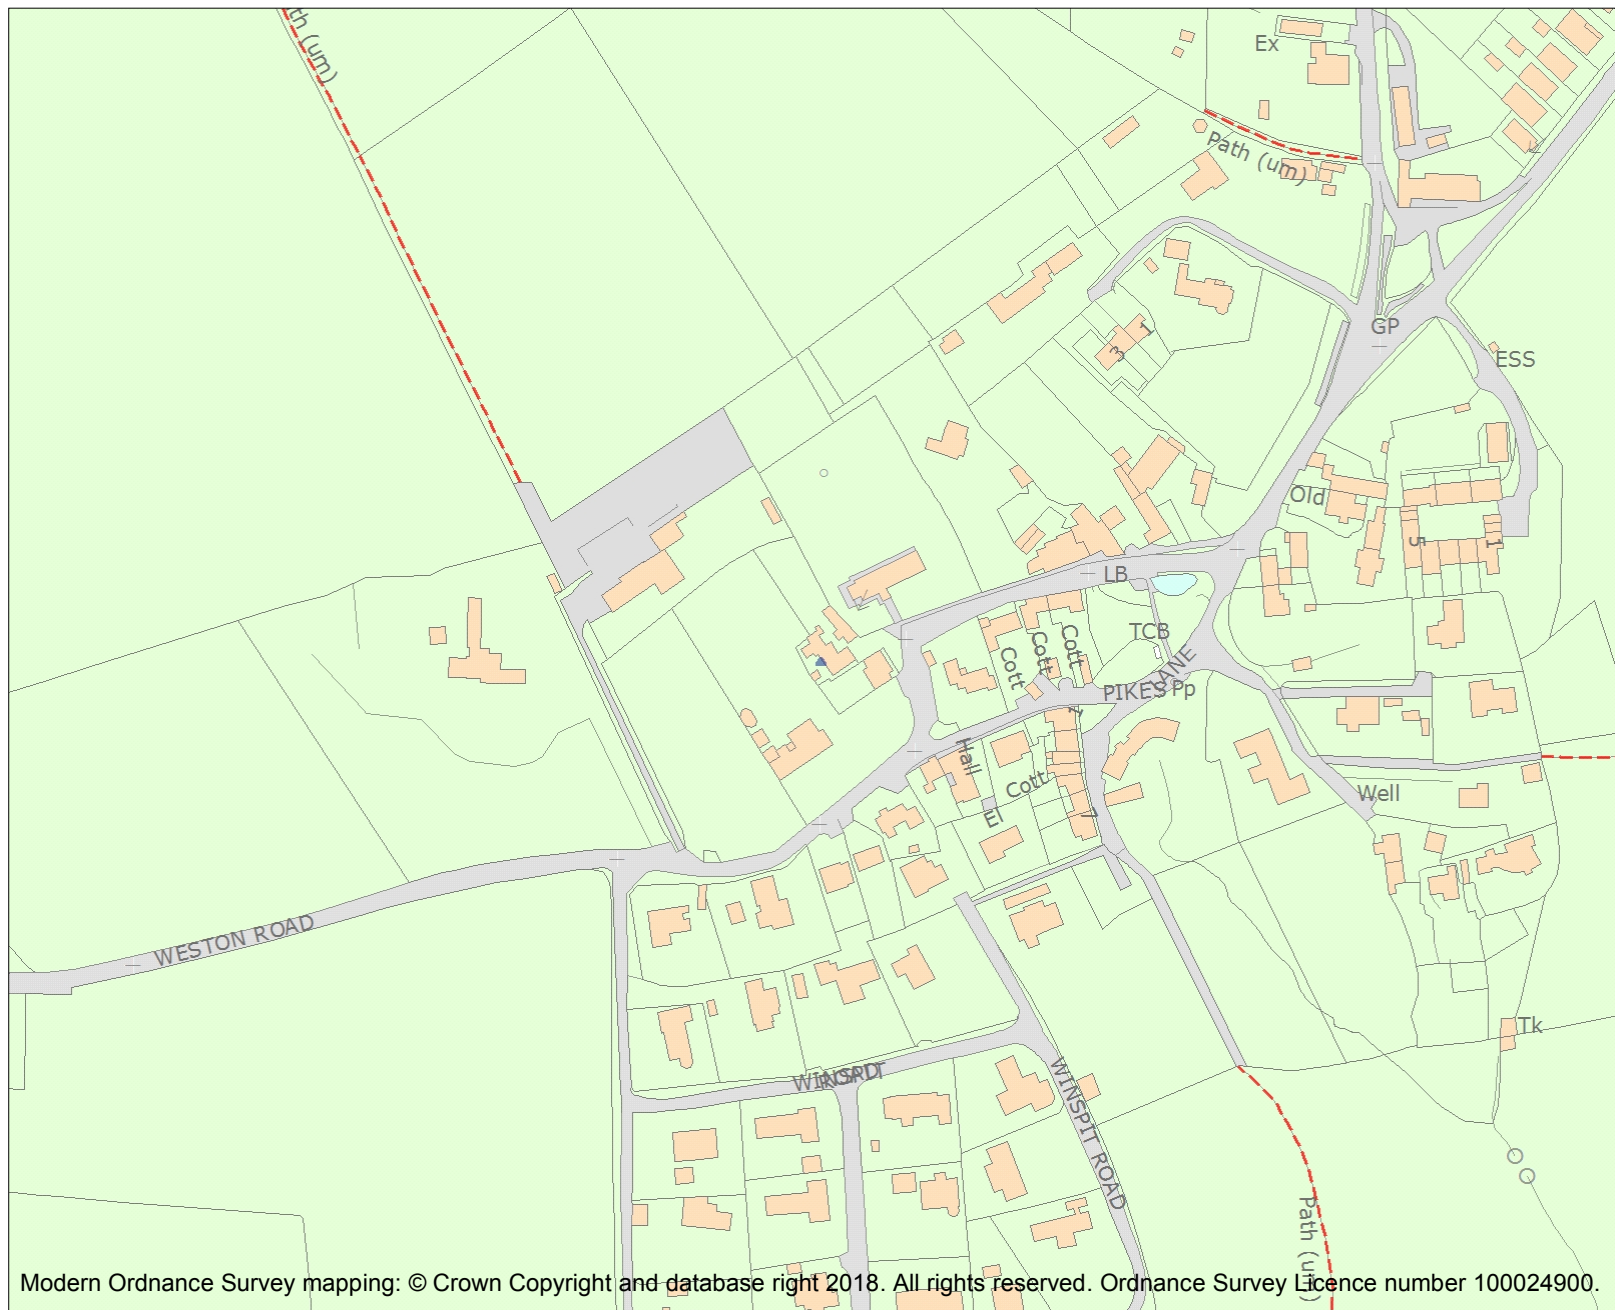 th (um)
Ex
Path (um)
GP
ESS
1
3
Old
5
1
LB
TCB
Cott
Cott
Cott
PIKES LANE
Pp
Hall
Cott
El
7
Well
WESTON ROAD
Tk
WINSPIT ROAD
WINSPIT ROAD
Path (um)
Modern Ordnance Survey mapping: © Crown Copyright and database right 2018. All rights reserved. Ordnance Survey Licence number 100024900.